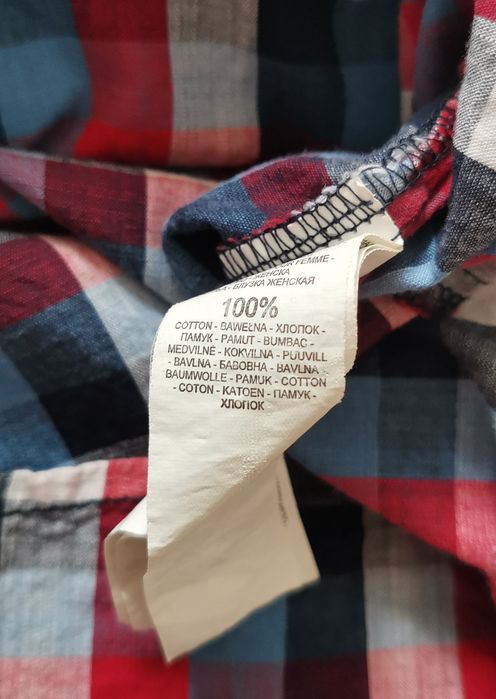 FEMME -
ЖЕНСКА
- БЛУЗКА ЖЕНСКАЯ
100%
COTTON - BAWEŁNA - ХЛОПОК -
ПАМУК - PAMUT - BUMBAC -
MEDVILNĖ - KOKVILNA - PUUVILL
- BAVLNA - БАВОВНА - BAVLNA -
BAUMWOLLE - PAMUK - COTTON
- COTON - KATOEN - ПАМУК -
ХЛОПОК